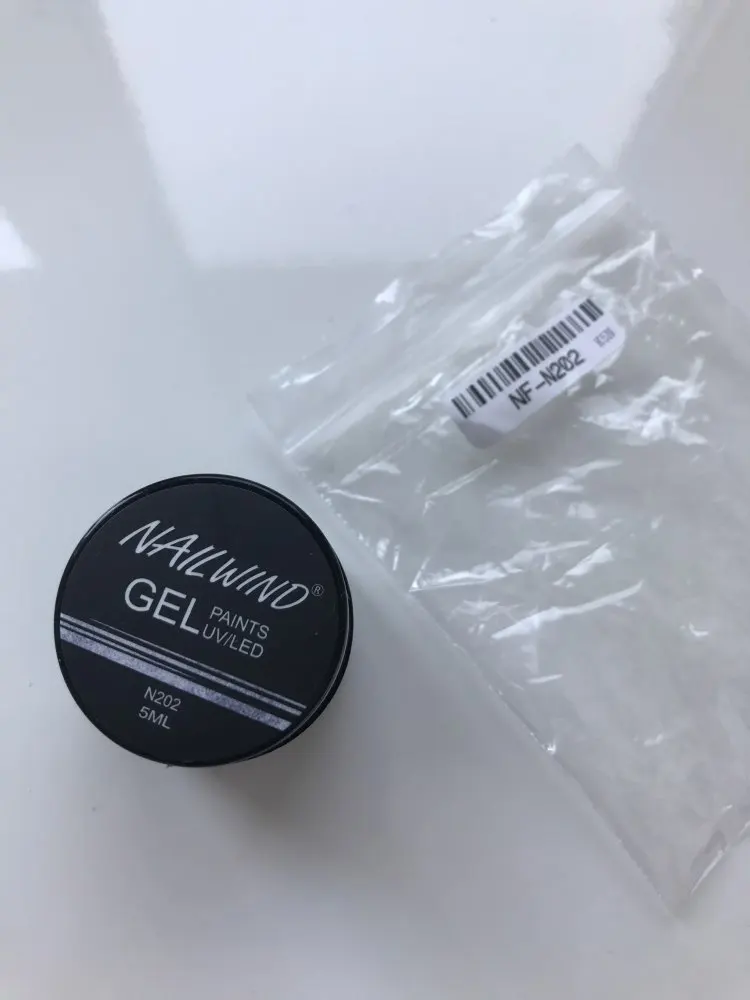 NF-N202
NAILWIND®
GEL PAINTS
UV/LED
N202
5ML